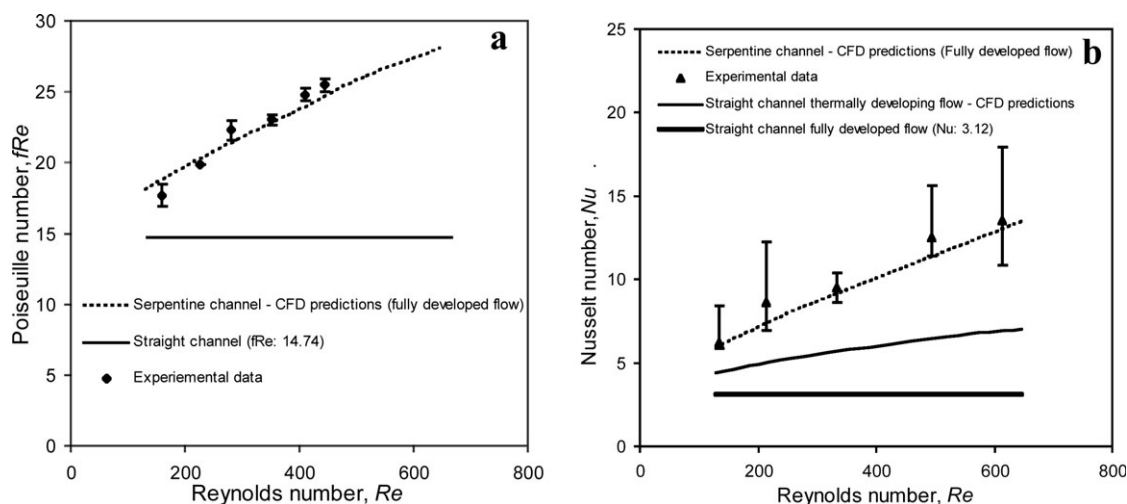 30
25
20
15
10
5
0
0
200
400
600
800
Poiseuille number, fRe
Reynolds number, Re
a
Serpentine channel - CFD predictions (fully developed flow)
Straight channel (fRe: 14.74)
Experiemental data
25
20
15
10
5
0
0
200
400
600
800
Nusselt number, Nu
Reynolds number, Re
b
Serpentine channel - CFD predictions (Fully developed flow)
Experimental data
Straight channel thermally developing flow - CFD predictions
Straight channel fully developed flow (Nu: 3.12)